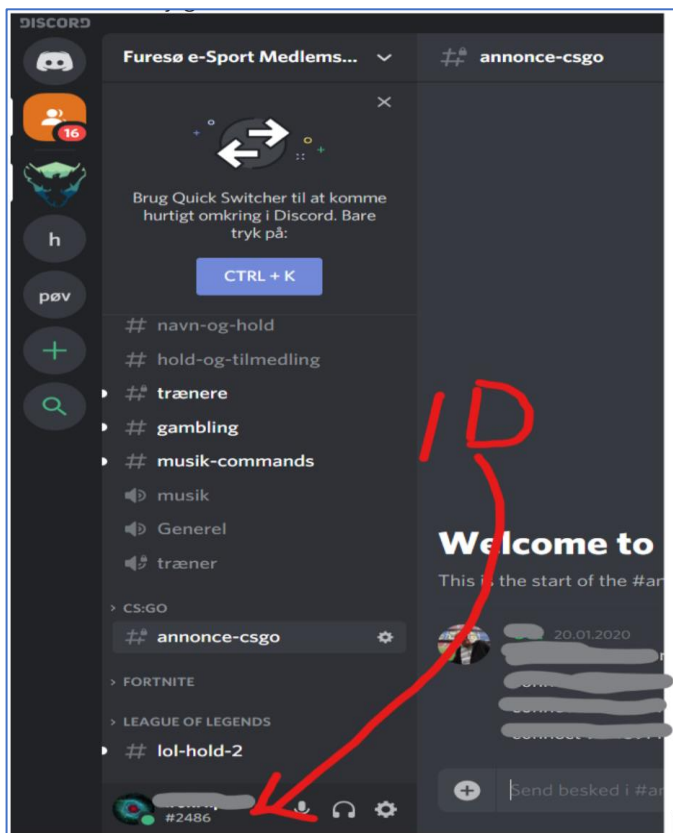 DISCORD
Furesø e-Sport Medlems...
annonce-csgo
16
Brug Quick Switcher til at komme
hurtigt omkring i Discord. Bare
tryk på:
CTRL + K
h
pøv
# navn-og-hold
# hold-og-tilmedling
# trænere
# gambling
# musik-commands
musik
Generel
træner
ID
Welcome to
This is the start of the #an
> CS:GO
# annonce-csgo
20.01.2020
> FORTNITE
> LEAGUE OF LEGENDS
# lol-hold-2
#2486
Send besked i #an